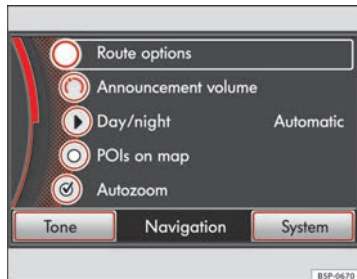 Route options
Announcement volume
Day/night Automatic
POIs on map
Autozoom
Tone Navigation System
B5P-0670